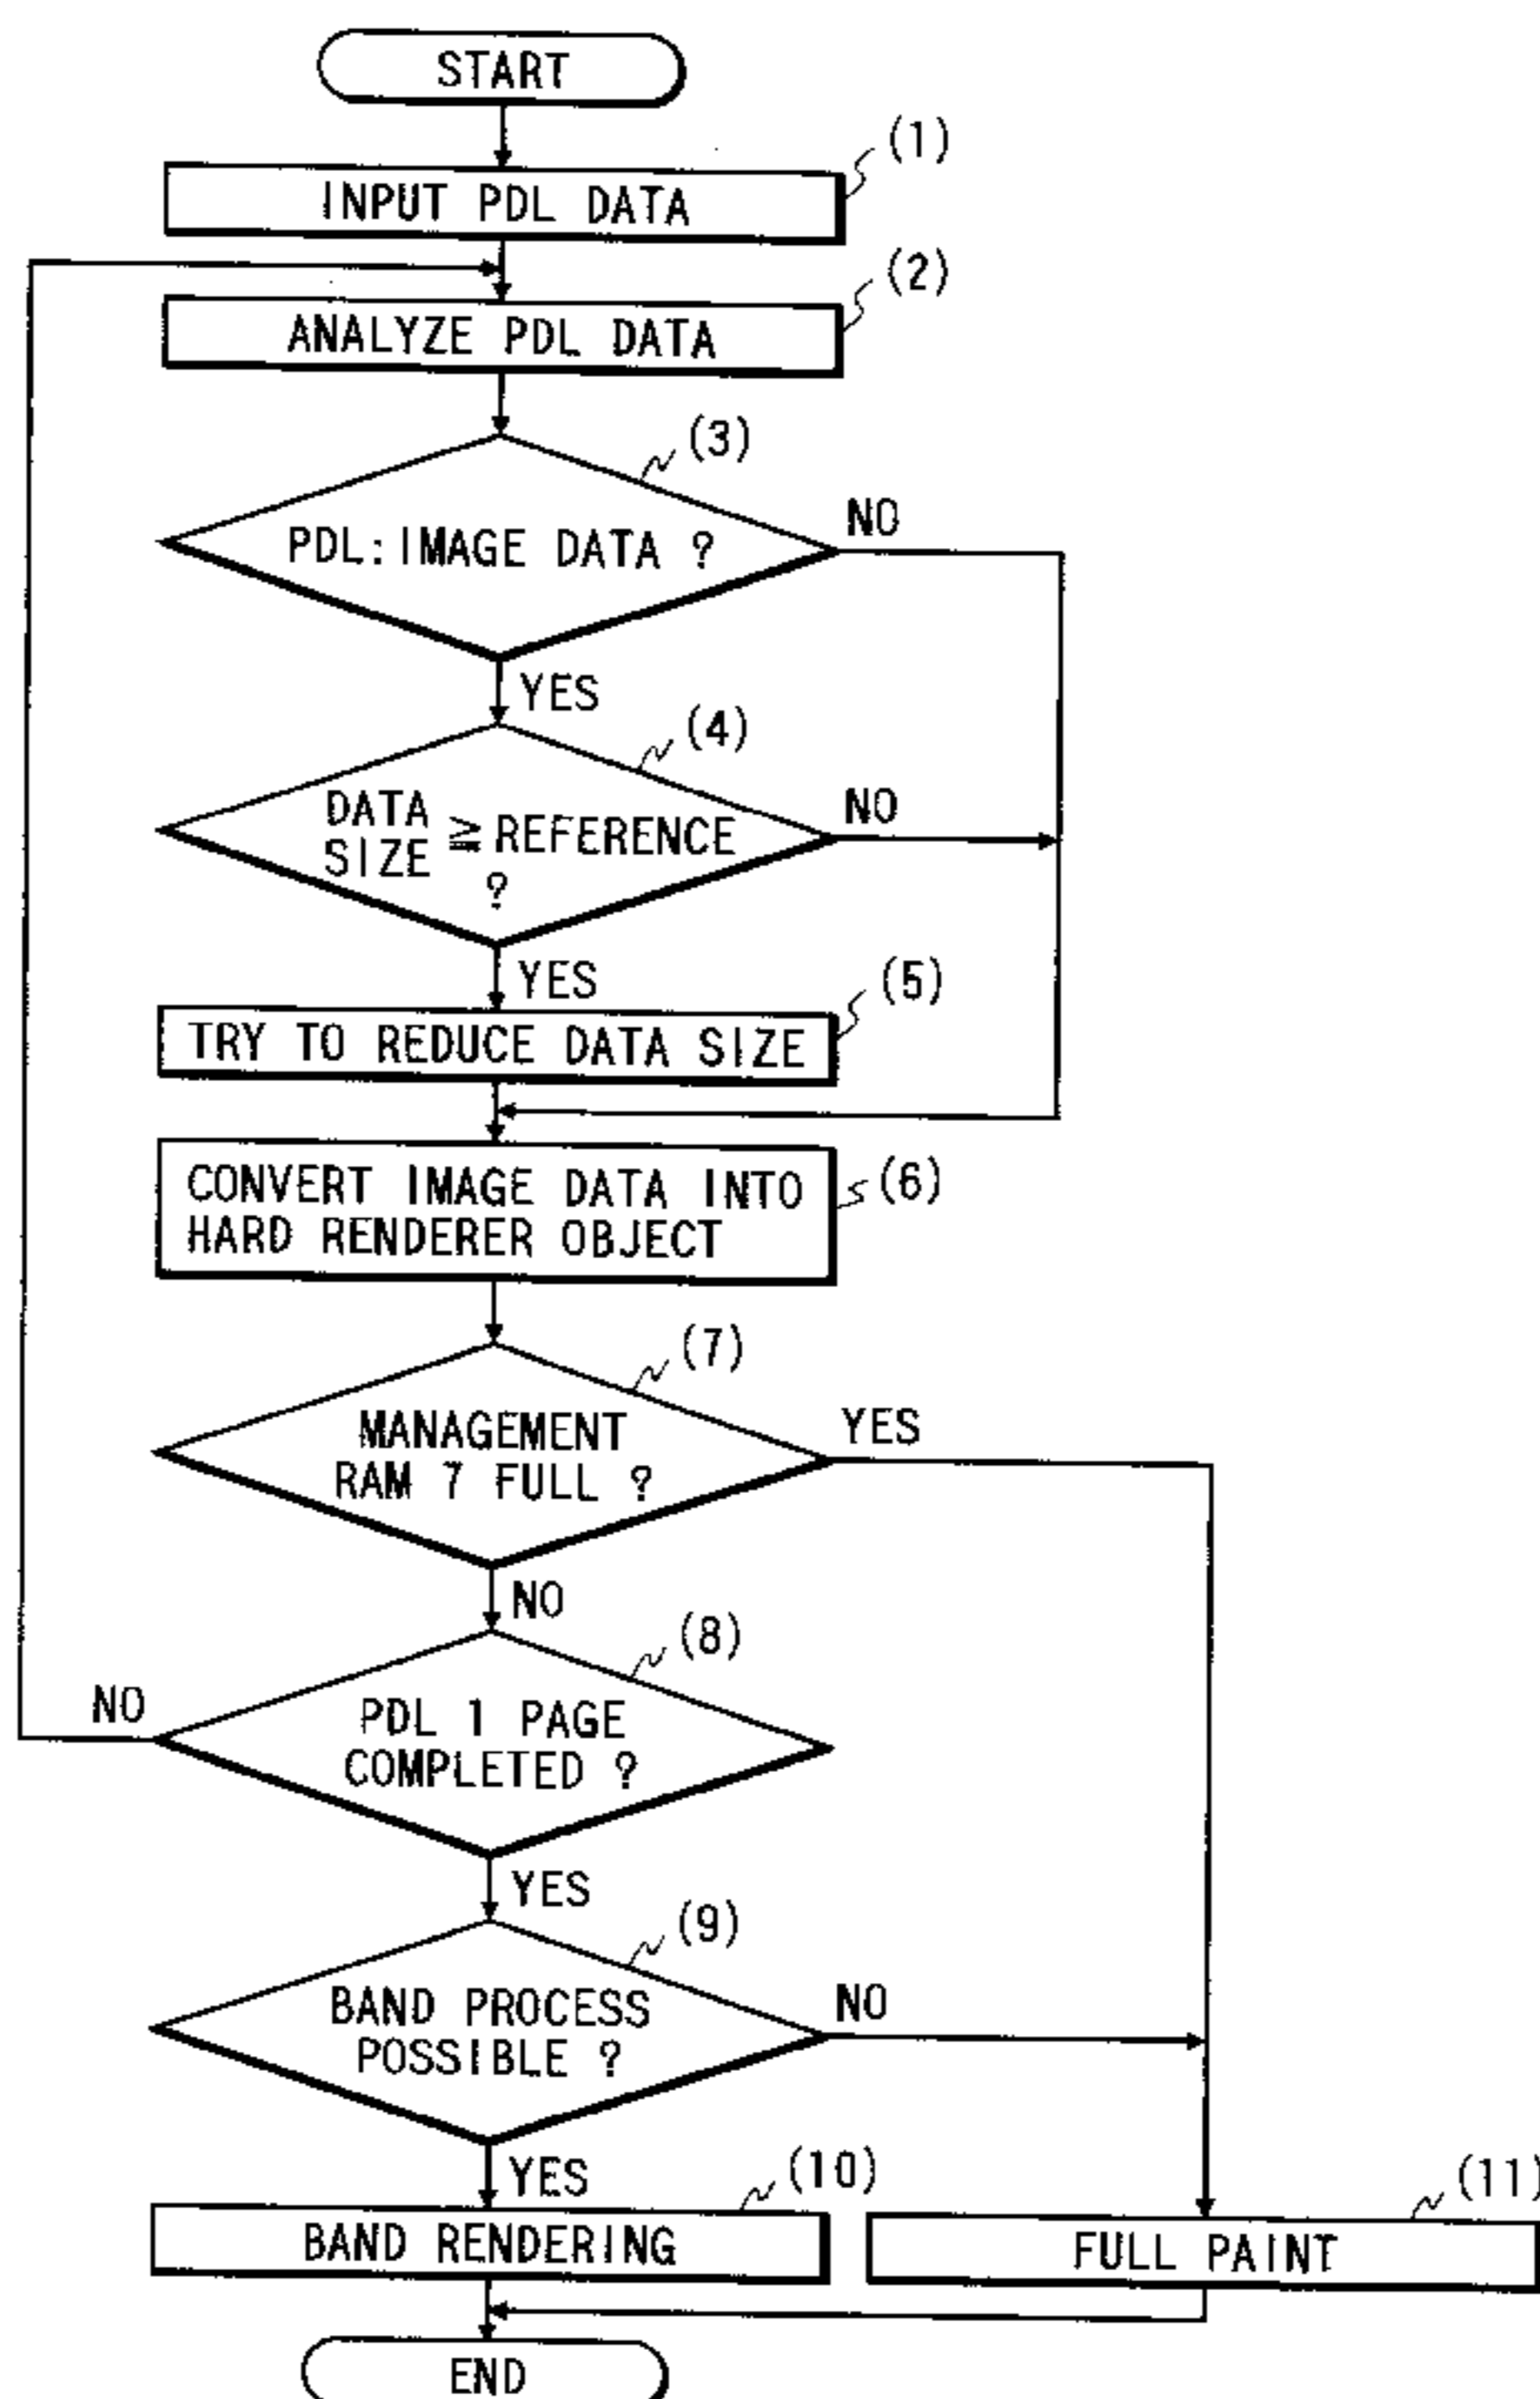 START
(1)
INPUT PDL DATA
(2)
ANALYZE PDL DATA
(3)
PDL:IMAGE DATA ?
NO
YES
(4)
DATA
SIZE ≧ REFERENCE
?
NO
YES
(5)
TRY TO REDUCE DATA SIZE
(6)
CONVERT IMAGE DATA INTO
HARD RENDERER OBJECT
(7)
MANAGEMENT
RAM 7 FULL ?
YES
NO
(8)
PDL 1 PAGE
COMPLETED ?
NO
YES
(9)
BAND PROCESS
POSSIBLE ?
NO
YES
(10)
BAND RENDERING
(11)
FULL PAINT
END